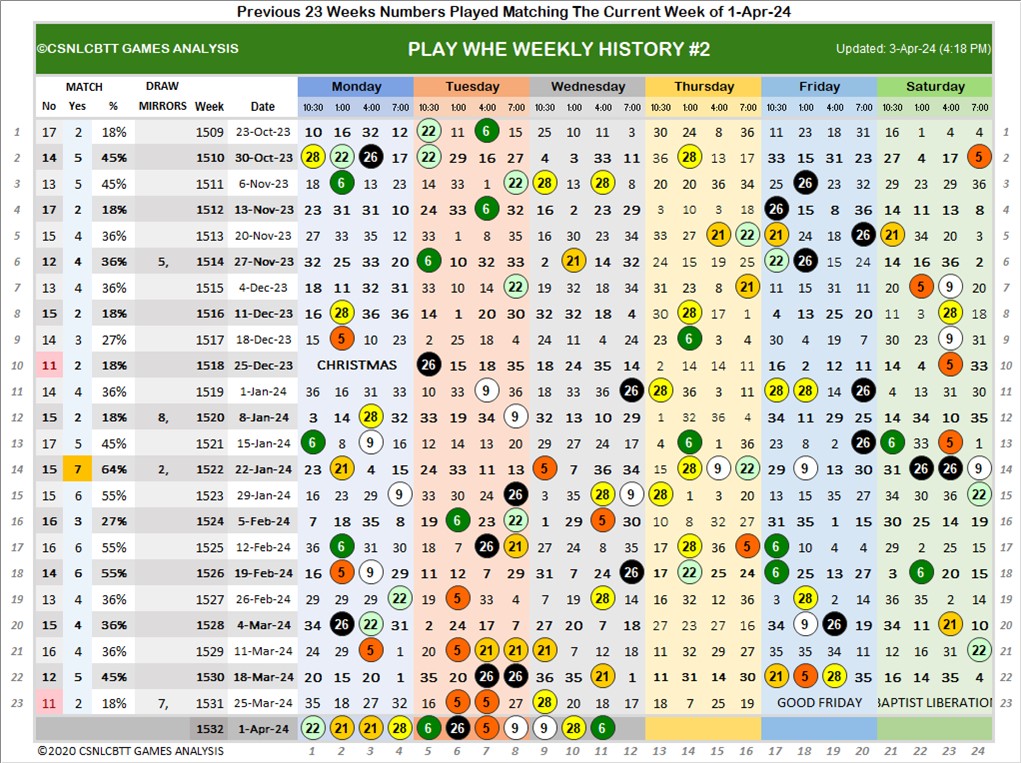 Previous 23 Weeks Numbers Played Matching The Current Week of 1-Apr-24
©CSNLCBTT GAMES ANALYSIS PLAY WHE WEEKLY HISTORY #2 Updated: 3-Apr-24 (4:18 PM)
MATCH DRAW Monday Tuesday Wednesday Thursday Friday Saturday
No Yes % MIRRORS Week Date 10:30 1:00 4:00 7:00 10:30 1:00 4:00 7:00 10:30 1:00 4:00 7:00 10:30 1:00 4:00 7:00 10:30 1:00 4:00 7:00 10:30 1:00 4:00 7:00
1 17 2 18% 1509 23-Oct-23 10 16 32 12 22 11 6 15 25 10 11 3 30 24 8 36 11 23 18 31 16 1 4 4 1
2 14 5 45% 1510 30-Oct-23 28 22 26 17 22 29 16 27 4 3 33 11 36 28 13 17 33 15 31 23 27 4 17 5 2
3 13 5 45% 1511 6-Nov-23 18 6 13 23 14 33 1 22 28 13 28 8 20 20 36 34 25 26 23 32 29 23 29 36 3
4 17 2 18% 1512 13-Nov-23 23 31 31 10 24 33 6 32 16 2 23 29 3 10 3 18 26 15 8 36 14 11 13 8 4
5 15 4 36% 1513 20-Nov-23 27 33 35 12 33 1 8 35 16 30 23 34 33 27 21 22 21 24 18 26 21 34 20 3 5
6 12 4 36% 5, 1514 27-Nov-23 32 25 33 20 6 10 32 33 2 21 14 32 24 15 19 25 22 26 15 24 14 16 36 2 6
7 13 4 36% 1515 4-Dec-23 18 11 32 31 33 10 14 22 19 32 18 34 31 23 8 21 11 15 31 11 20 5 9 20 7
8 15 2 18% 1516 11-Dec-23 16 28 36 36 14 1 20 30 32 32 18 4 30 28 17 1 4 13 25 20 11 3 28 18 8
9 14 3 27% 1517 18-Dec-23 15 5 10 23 2 25 18 4 24 11 4 24 23 6 3 31 30 4 19 7 30 23 9 31 9
10 11 2 18% 1518 25-Dec-23 CHRISTMAS 26 15 18 35 18 24 35 14 2 14 14 11 16 2 12 11 14 4 5 33 10
11 14 4 36% 1519 1-Jan-24 36 16 31 33 10 33 9 36 13 33 36 26 28 36 3 11 28 28 14 26 4 13 31 30 11
12 15 2 18% 8, 1520 8-Jan-24 3 14 28 32 33 19 34 9 32 13 10 29 1 32 36 4 34 11 29 25 14 34 10 35 12
13 17 5 45% 1521 15-Jan-24 6 8 9 16 12 14 13 20 29 27 24 17 4 6 1 36 23 8 2 26 6 33 5 1 13
14 15 7 64% 2, 1522 22-Jan-24 23 21 4 15 24 33 11 13 5 7 36 34 15 28 9 22 28 9 13 30 31 22 26 9 14
15 15 6 55% 1523 29-Jan-24 16 23 29 9 33 30 24 26 3 35 28 9 28 1 3 20 13 15 35 27 34 30 36 22 15
16 16 3 27% 1524 5-Feb-24 7 18 35 8 19 6 23 22 1 29 5 30 10 8 32 27 31 35 1 15 30 25 14 19 16
17 16 6 55% 1525 12-Feb-24 36 6 31 30 18 7 26 21 27 24 8 35 17 28 36 5 6 10 4 4 29 2 25 15 17
18 14 6 55% 1526 19-Feb-24 16 5 9 29 11 12 7 29 31 7 24 26 17 22 25 24 6 25 13 27 3 6 20 15 18
19 13 4 36% 1527 26-Feb-24 29 29 29 22 19 5 33 4 7 19 28 14 16 32 12 36 3 28 2 14 36 35 2 14 19
20 15 4 36% 1528 4-Mar-24 34 26 22 31 2 24 17 7 27 20 7 18 27 23 27 16 34 9 26 19 34 11 21 10 20
21 16 4 36% 1529 11-Mar-24 24 29 5 1 20 5 21 21 21 7 12 18 11 32 29 27 35 35 34 11 12 16 31 22 21
22 12 5 45% 1530 18-Mar-24 20 15 20 1 35 20 26 26 36 35 21 1 11 31 14 30 21 5 28 35 16 14 35 4 22
23 11 2 18% 7, 1531 25-Mar-24 35 18 27 32 16 5 5 27 28 20 18 17 18 7 25 19 GOOD FRIDAY BAPTIST LIBERATION 23
1532 1-Apr-24 22 21 21 28 6 26 5 9 9 28 6
©2020 CSNLCBTT GAMES ANALYSIS 1 2 3 4 5 6 7 8 9 10 11 12 13 14 15 16 17 18 19 20 21 22 23 24